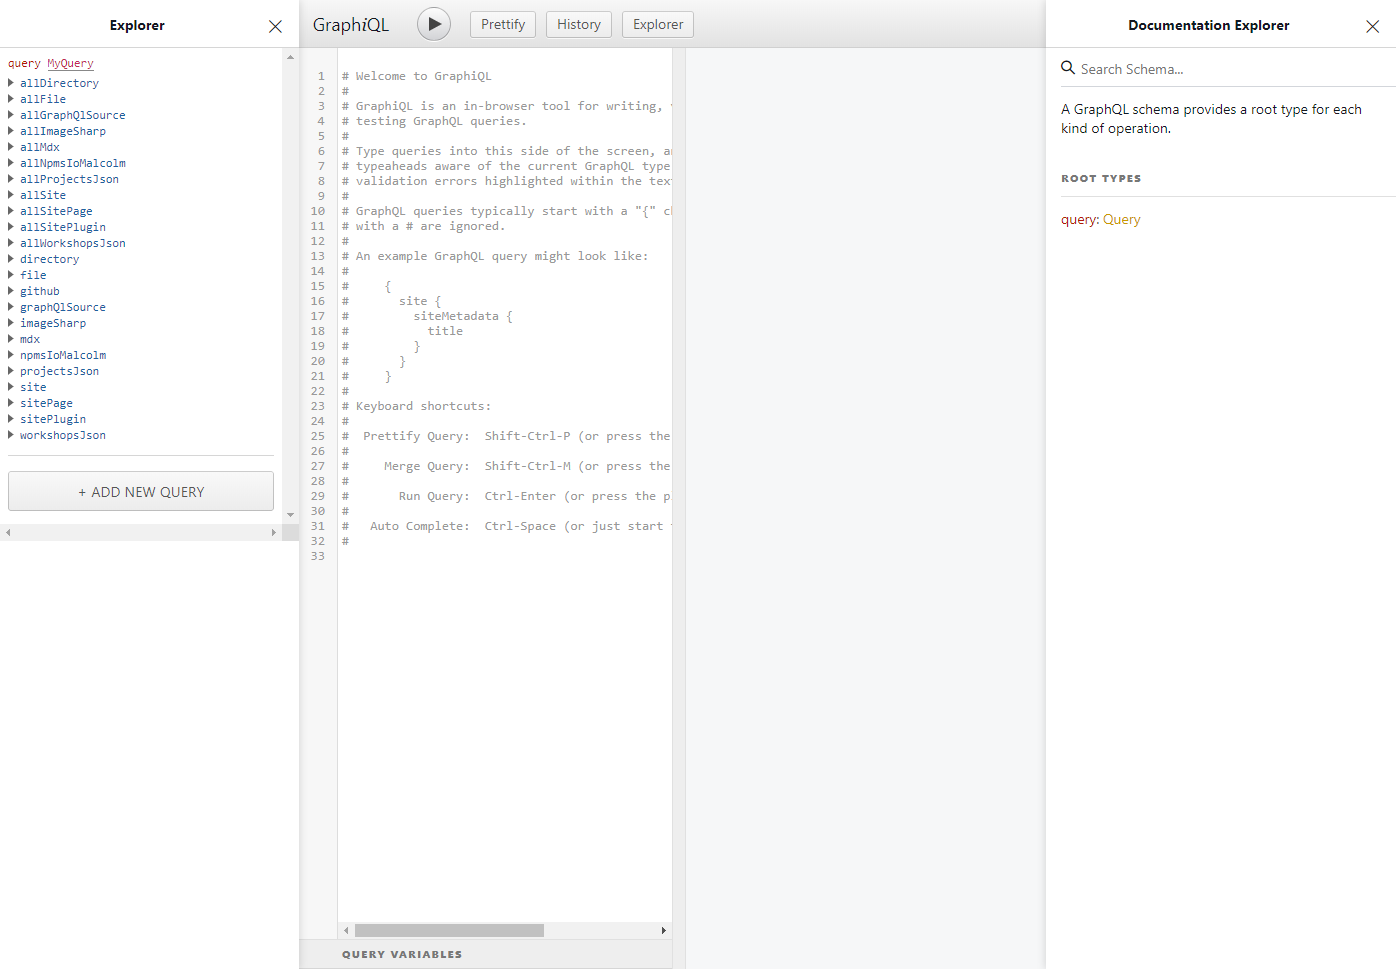 Explorer
query MyQuery
allDirectory
allFile
allGraphQlSource
allImageSharp
allMdx
allNpmsIoMalcolm
allProjectsJson
allSite
allSitePage
allSitePlugin
allWorkshopsJson
directory
file
github
graphQlSource
imageSharp
mdx
npmsIoMalcolm
projectsJson
site
sitePage
sitePlugin
workshopsJson
+ ADD NEW QUERY
GraphiQL
Prettify
History
Explorer
1 # Welcome to GraphiQL
2 #
3 # GraphiQL is an in-browser tool for writing,
4 # testing GraphQL queries.
5 #
6 # Type queries into this side of the screen,
7 # typeaheads aware of the current GraphQL type
8 # validation errors highlighted within the text
9 #
10 # GraphQL queries typically start with a "{"
11 # with a # are ignored.
12 #
13 # An example GraphQL query might look like:
14 #
15 #     {
16 #       site {
17 #         siteMetadata {
18 #           title
19 #         }
20 #       }
21 #     }
22 #
23 # Keyboard shortcuts:
24 #
25 #  Prettify Query:  Shift-Ctrl-P (or press the
26 #
27 #     Merge Query:  Shift-Ctrl-M (or press the
28 #
29 #       Run Query:  Ctrl-Enter (or press the p
30 #
31 #   Auto Complete:  Ctrl-Space (or just start
32 #
33
QUERY VARIABLES
Documentation Explorer
Search Schema...
A GraphQL schema provides a root type for each
kind of operation.
ROOT TYPES
query: Query